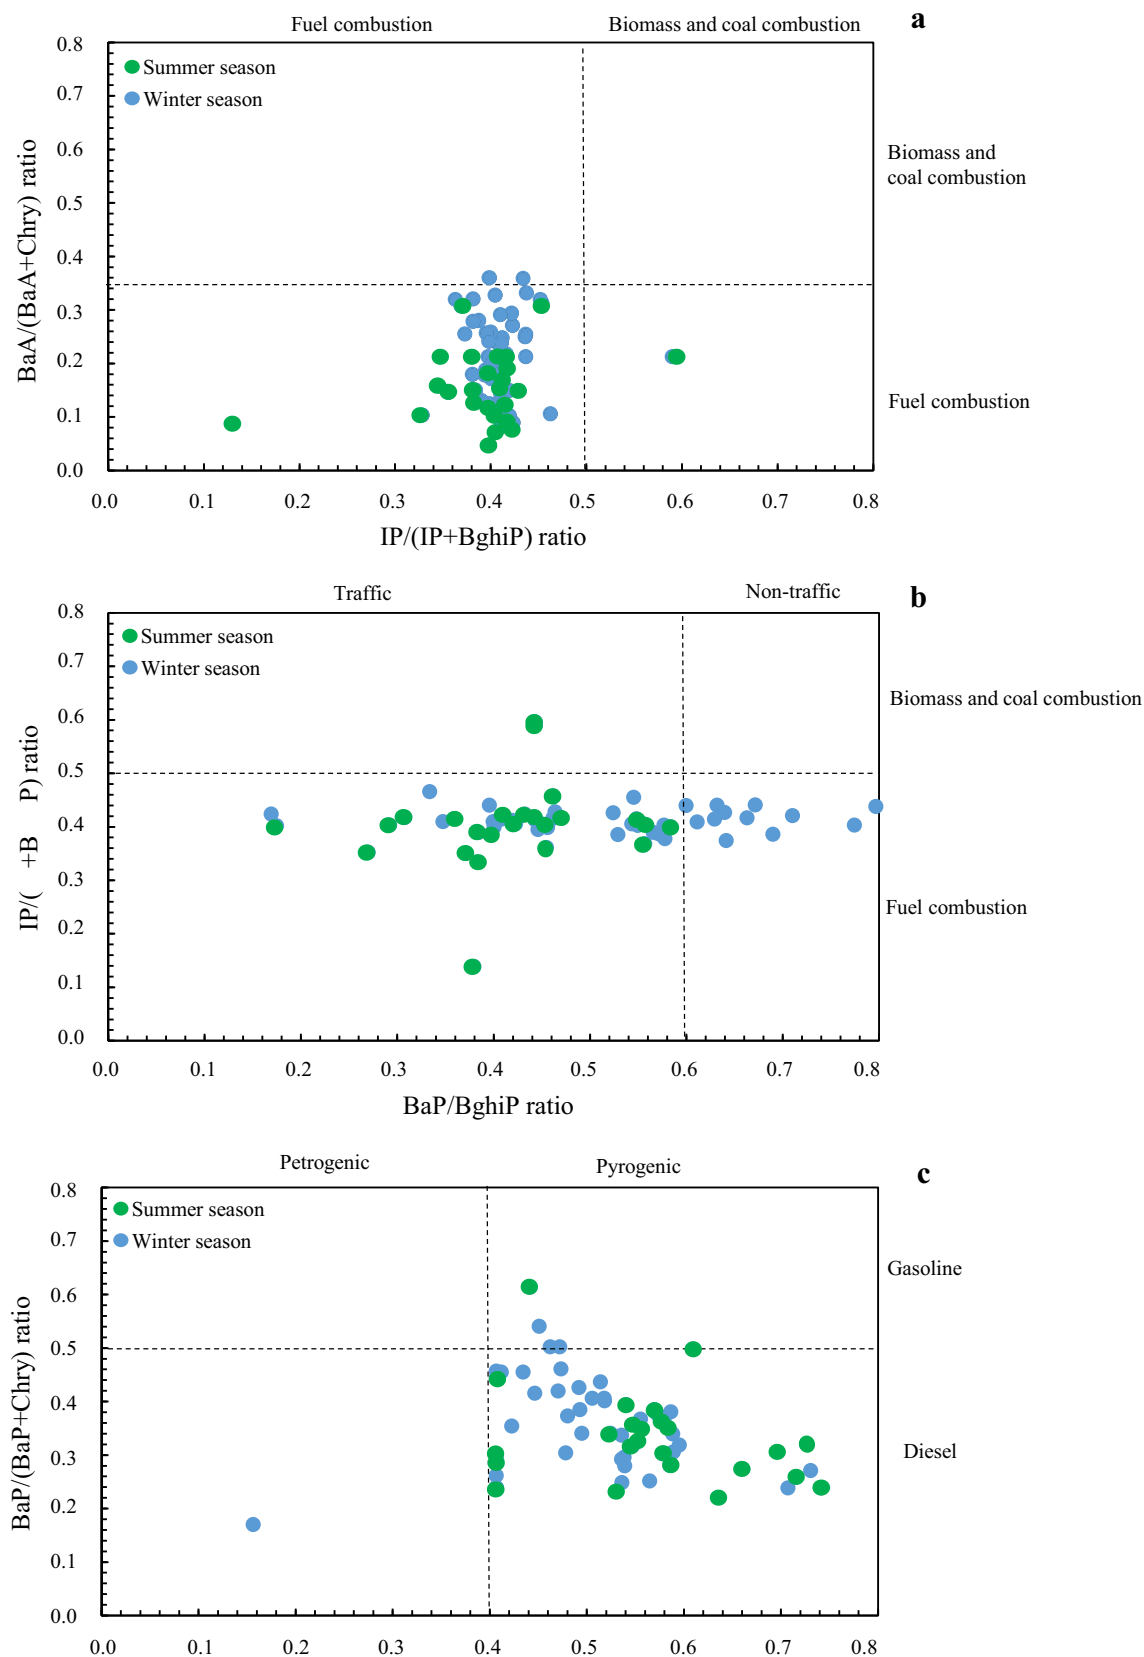 Fuel combustion
Biomass and coal combustion
a
0.8
0.7
0.6
0.5
0.4
0.3
0.2
0.1
0.0
BaA/(BaA+Chry) ratio
Summer season
Winter season
Biomass and
coal combustion
Fuel combustion
0.0 0.1 0.2 0.3 0.4 0.5 0.6 0.7 0.8
IP/(IP+BghiP) ratio
Traffic
Non-traffic
b
0.8
0.7
0.6
0.5
0.4
0.3
0.2
0.1
0.0
IP/( +B P) ratio
Summer season
Winter season
Biomass and coal combustion
Fuel combustion
0.0 0.1 0.2 0.3 0.4 0.5 0.6 0.7 0.8
BaP/BghiP ratio
Petrogenic
Pyrogenic
c
0.8
0.7
0.6
0.5
0.4
0.3
0.2
0.1
0.0
BaP/(BaP+Chry) ratio
Summer season
Winter season
Gasoline
Diesel
0.0 0.1 0.2 0.3 0.4 0.5 0.6 0.7 0.8